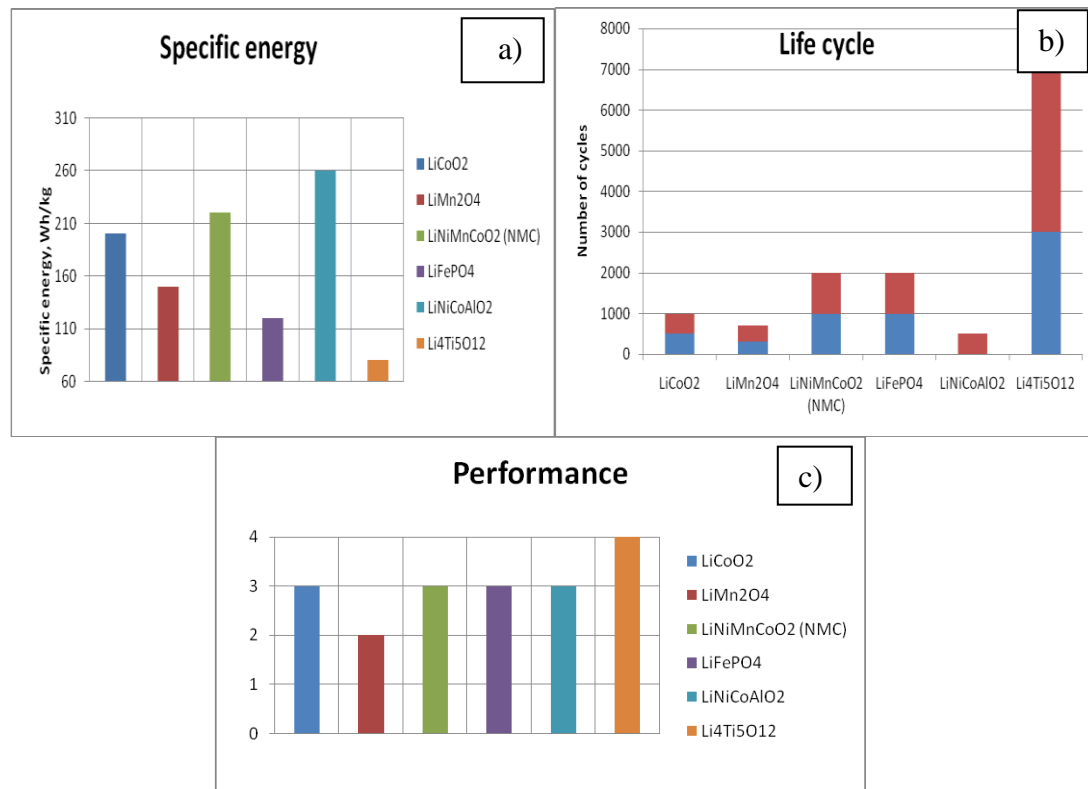 Specific energy
a)
Specific energy, Wh/kg
310
260
210
160
110
60
LiCoO2
LiMn2O4
LiNiMnCoO2 (NMC)
LiFePO4
LiNiCoAlO2
Li4Ti5O12
Life cycle
b)
Number of cycles
8000
7000
6000
5000
4000
3000
2000
1000
0
LiCoO2
LiMn2O4
LiNiMnCoO2
(NMC)
LiFePO4
LiNiCoAlO2
Li4Ti5O12
Performance
c)
4
3
2
1
0
LiCoO2
LiMn2O4
LiNiMnCoO2 (NMC)
LiFePO4
LiNiCoAlO2
Li4Ti5O12